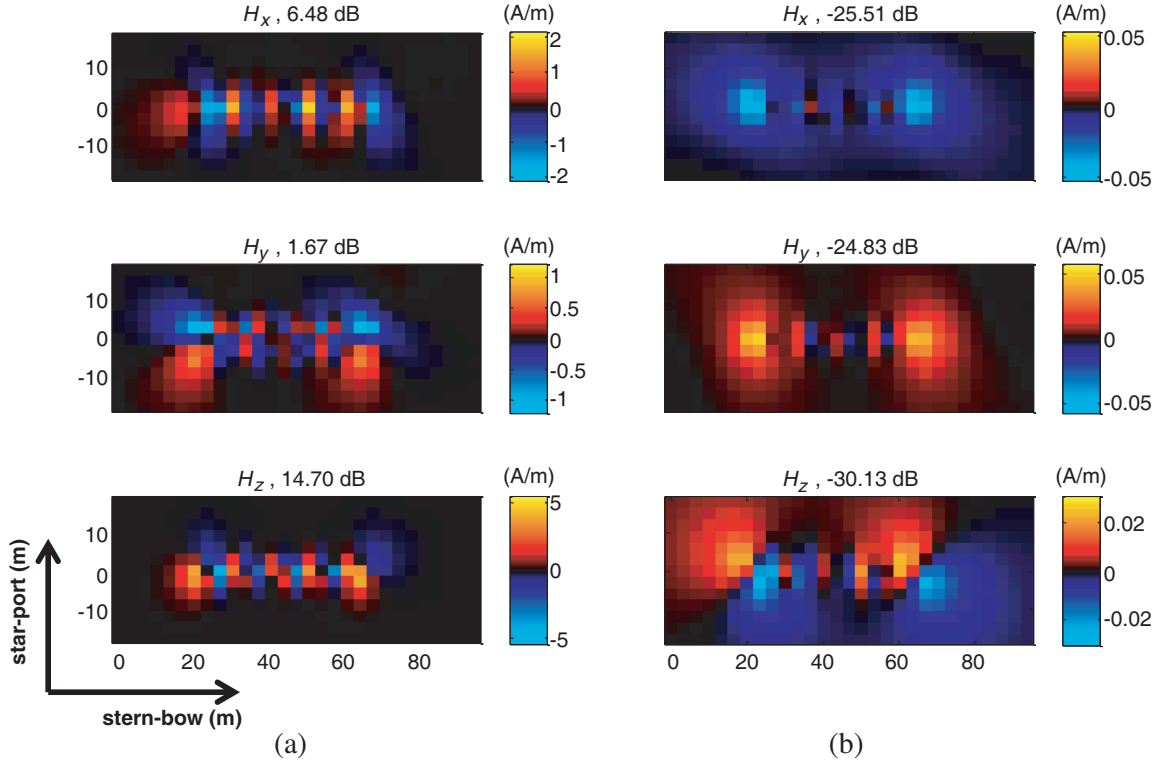 Hx , 6.48 dB (A/m)
Hx , -25.51 dB (A/m)
10
0
-10
2
1
0
-1
-2
0.05
0
-0.05
Hy , 1.67 dB (A/m)
Hy , -24.83 dB (A/m)
10
0
-10
1
0.5
0
-0.5
-1
0.05
0
-0.05
Hz , 14.70 dB (A/m)
Hz , -30.13 dB (A/m)
10
0
-10
5
0
-5
0.02
0
-0.02
0 20 40 60 80
0 20 40 60 80
star-port (m)
stern-bow (m)
(a)
(b)